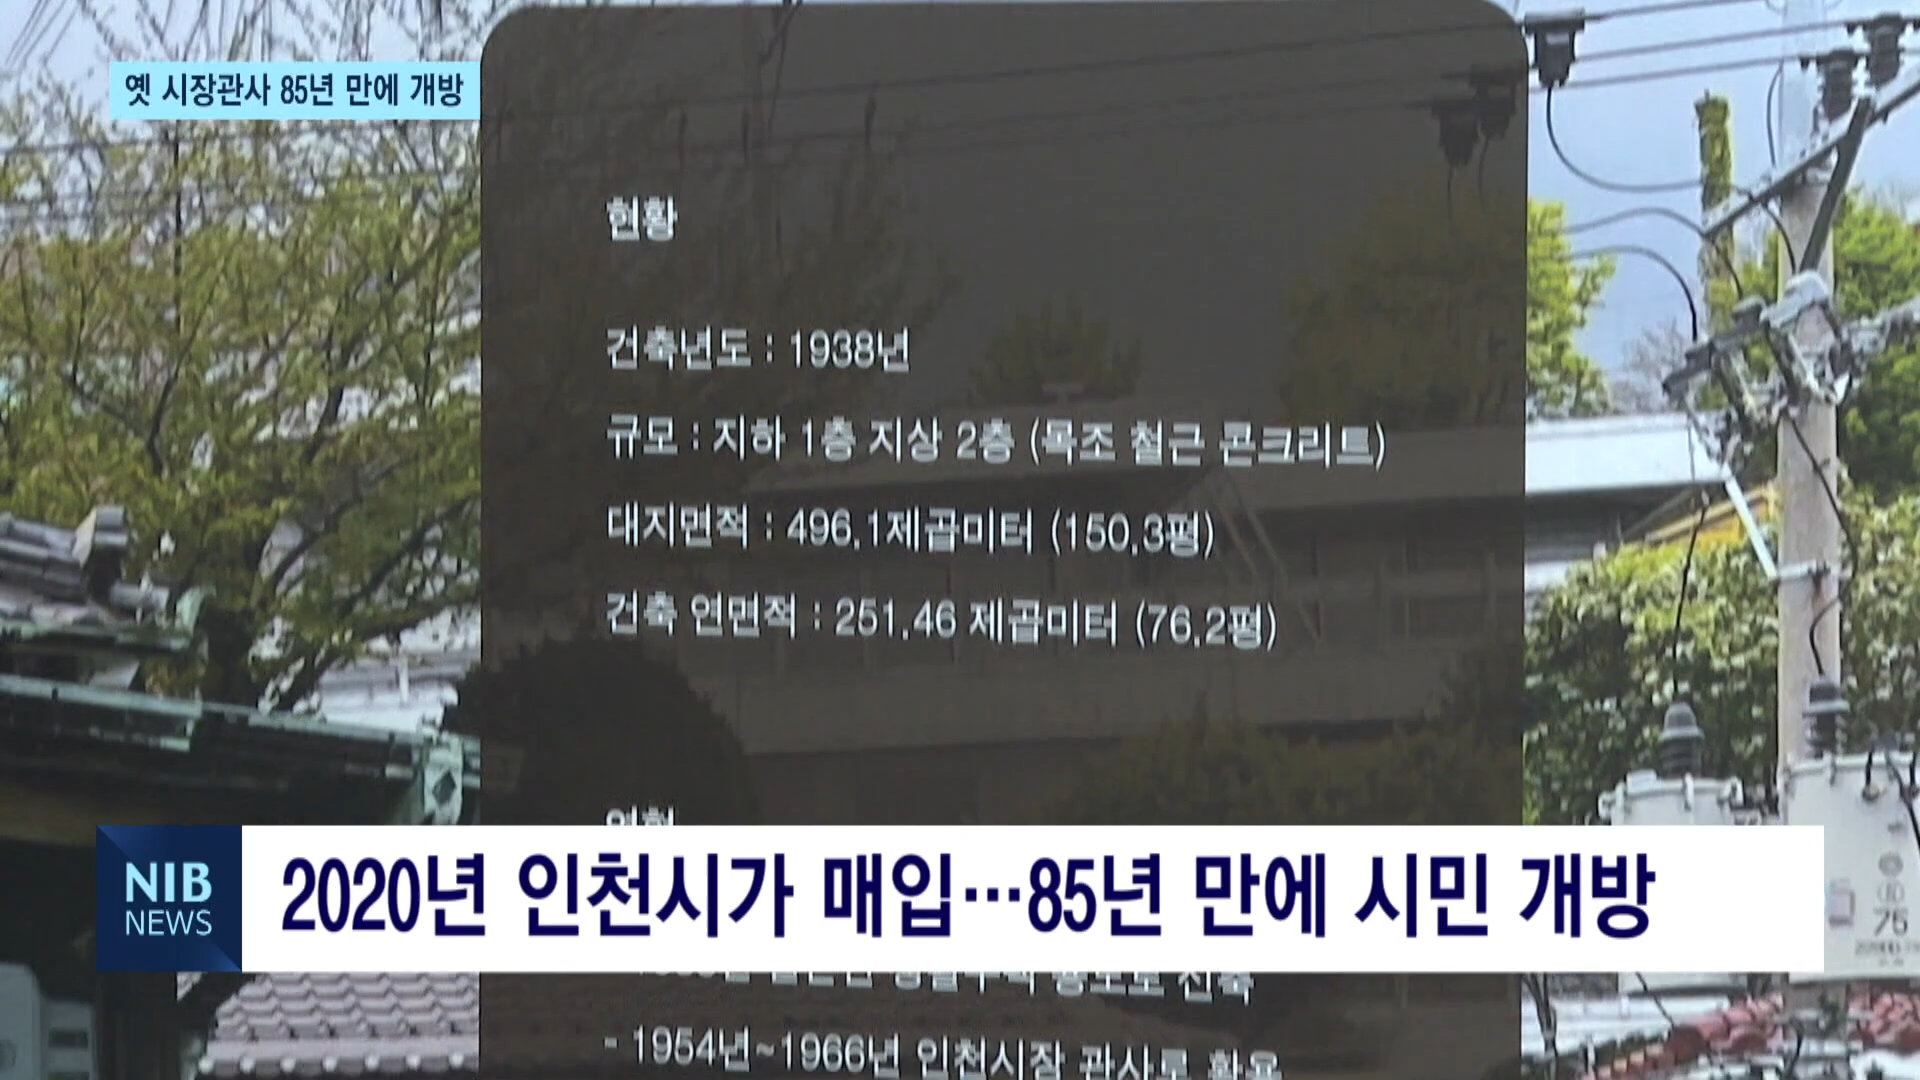 옛 시장관사 85년 만에 개방
현황
건축년도 : 1938년
규모 : 지하 1층 지상 2층 (목조 철근 콘크리트)
대지면적 : 496.1제곱미터 (150.3평)
건축 연면적 : 251.46 제곱미터 (76.2평)
NIB
NEWS
2020년 인천시가 매입…85년 만에 시민 개방
신축
- 1954년~1966년 인천시장 관사로 활용
75